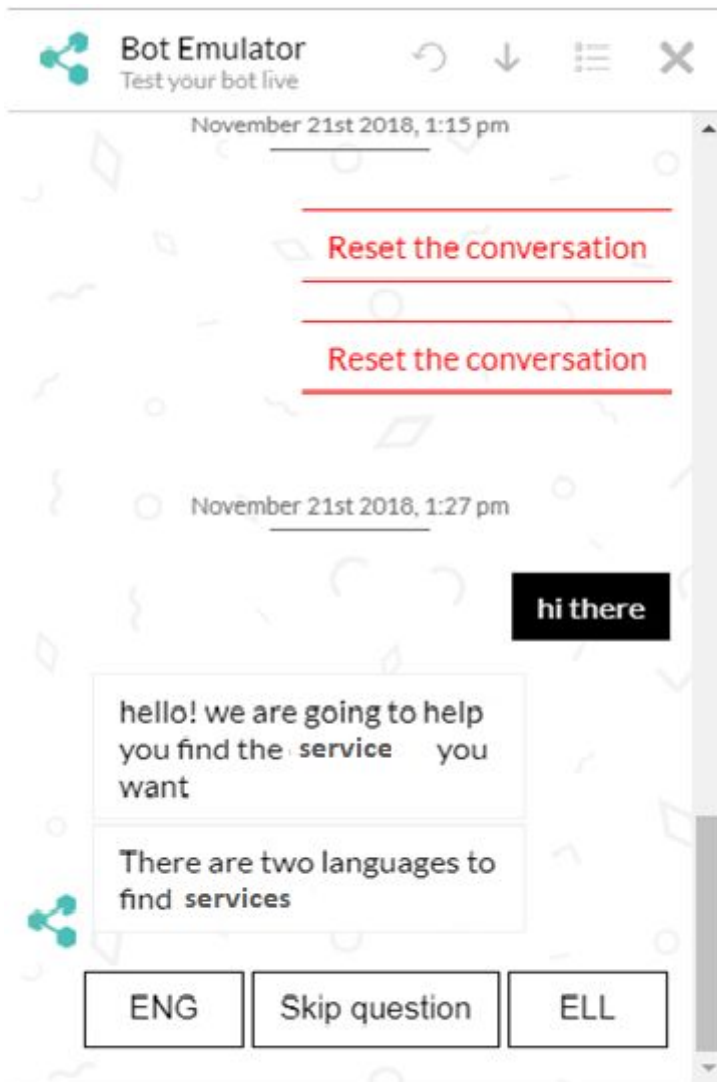 Bot Emulator
Test your bot live
November 21st 2018, 1:15 pm
Reset the conversation
Reset the conversation
November 21st 2018, 1:27 pm
hi there
hello! we are going to help
you find the service you
want
There are two languages to
find services
ENG Skip question ELL